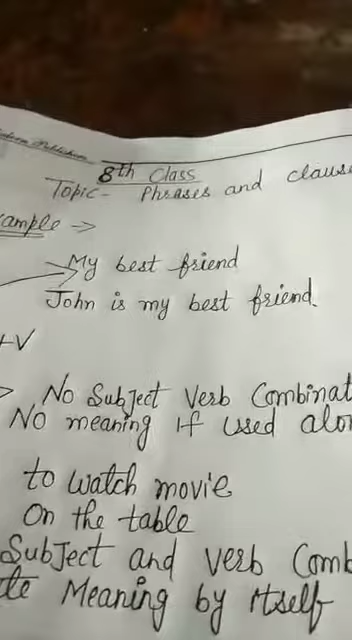 8th Class
Topic- Phrases and clause
ample →
My best friend
John is my best friend.
+V
No Subject Verb Combinat
No meaning if used alon
to watch movie
On the table
Subject and verb Comb
te Meaning by itself